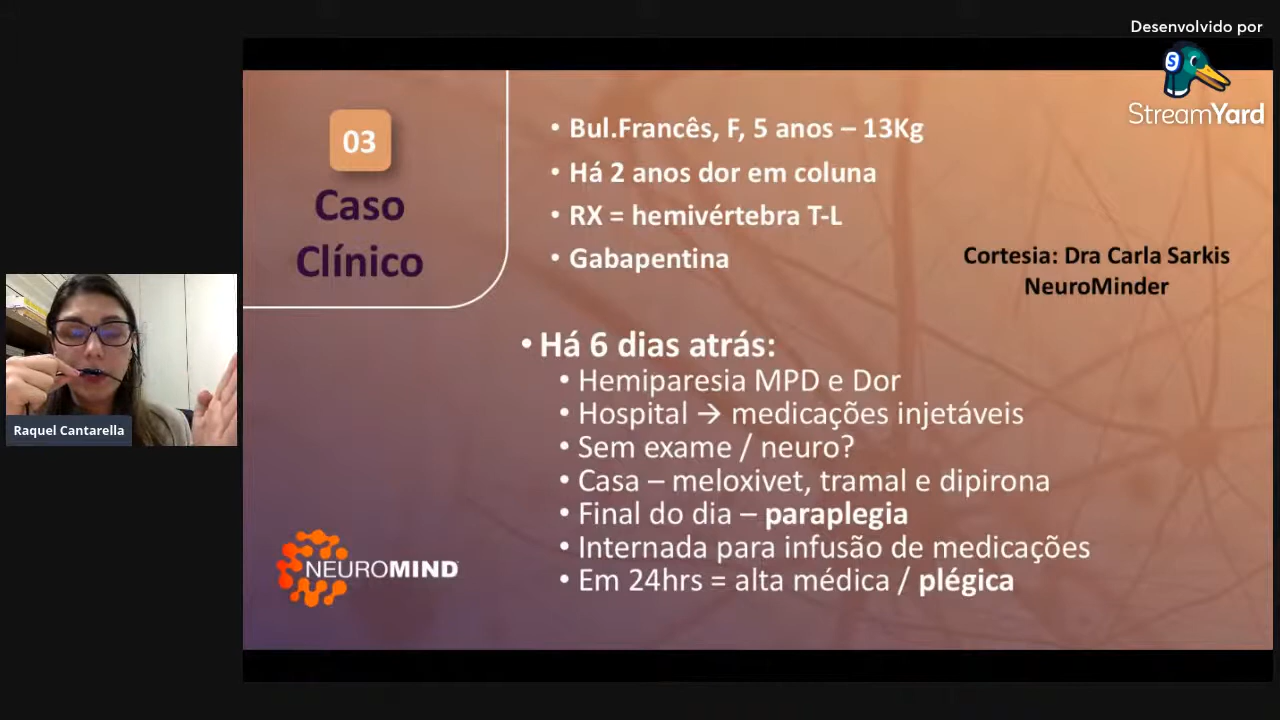 Desenvolvido por
StreamYard
03
Caso
Clínico
• Bul.Francês, F, 5 anos – 13Kg
• Há 2 anos dor em coluna
• RX = hemivértebra T-L
• Gabapentina
Cortesia: Dra Carla Sarkis
NeuroMinder
• Há 6 dias atrás:
• Hemiparesia MPD e Dor
• Hospital → medicações injetáveis
• Sem exame / neuro?
• Casa – meloxivet, tramal e dipirona
• Final do dia – paraplegia
• Internada para infusão de medicações
• Em 24hrs = alta médica / plégica
NEUROMIND
Raquel Cantarella